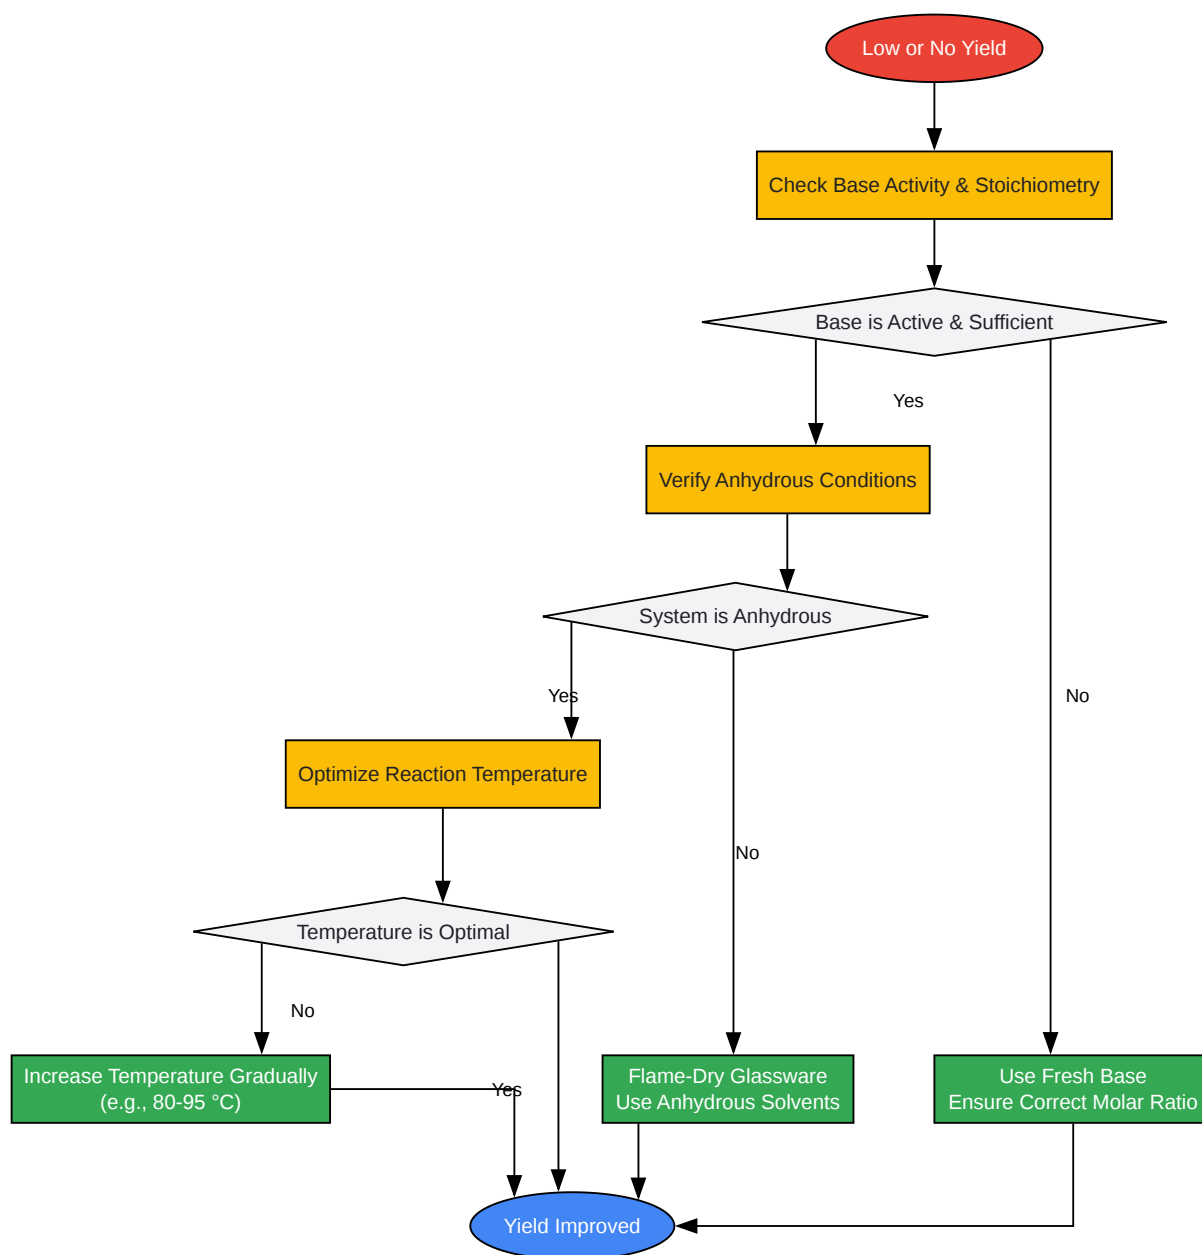 Low or No Yield
Check Base Activity & Stoichiometry
Base is Active & Sufficient
Yes
Verify Anhydrous Conditions
System is Anhydrous
Yes
No
Optimize Reaction Temperature
No
Temperature is Optimal
No
Increase Temperature Gradually
(e.g., 80-95 °C)
Yes
Flame-Dry Glassware
Use Anhydrous Solvents
Use Fresh Base
Ensure Correct Molar Ratio
Yield Improved